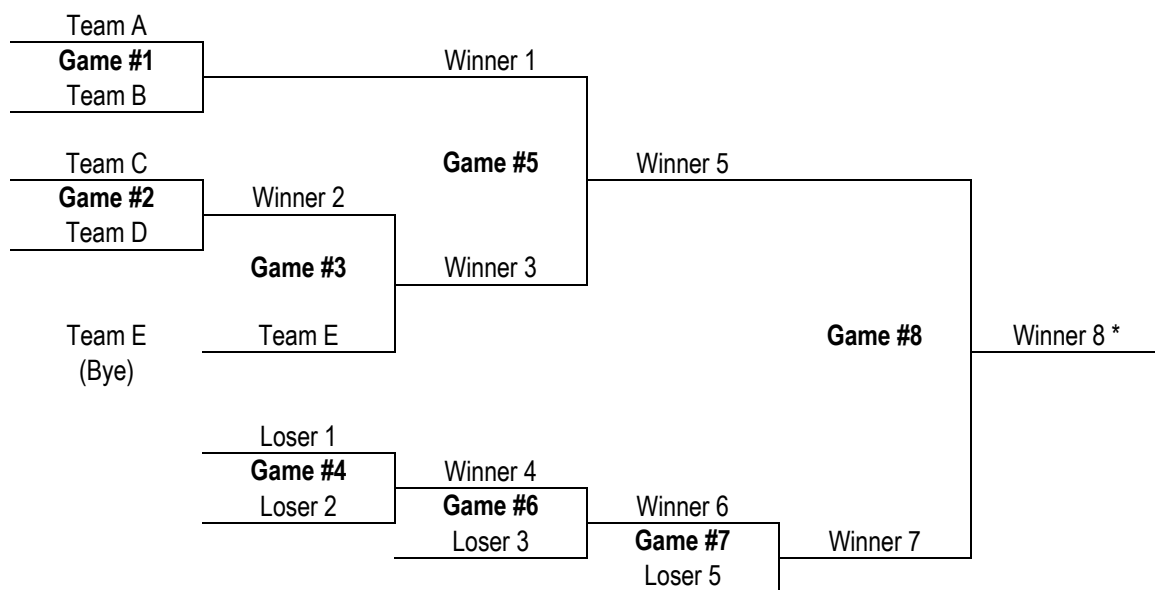 Team A
Game #1 Winner 1
Team B
Team C Game #5 Winner 5
Game #2 Winner 2
Team D
Game #3 Winner 3
Team E Team E Game #8 Winner 8 *
(Bye)
Loser 1
Game #4 Winner 4
Loser 2 Game #6 Winner 6
Loser 3 Game #7 Winner 7
Loser 5